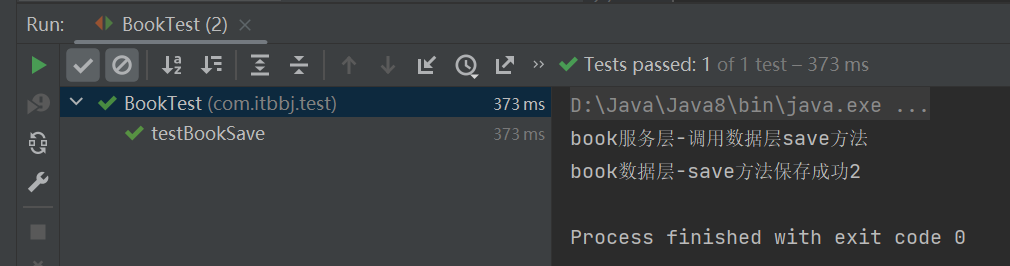 Run: BookTest (2) ×
Tests passed: 1 of 1 test – 373 ms
BookTest (com.itbbj.test) 373 ms
testBookSave 373 ms
D:\Java\Java8\bin\java.exe ...
book服务层-调用数据层save方法
book数据层-save方法保存成功2
Process finished with exit code 0